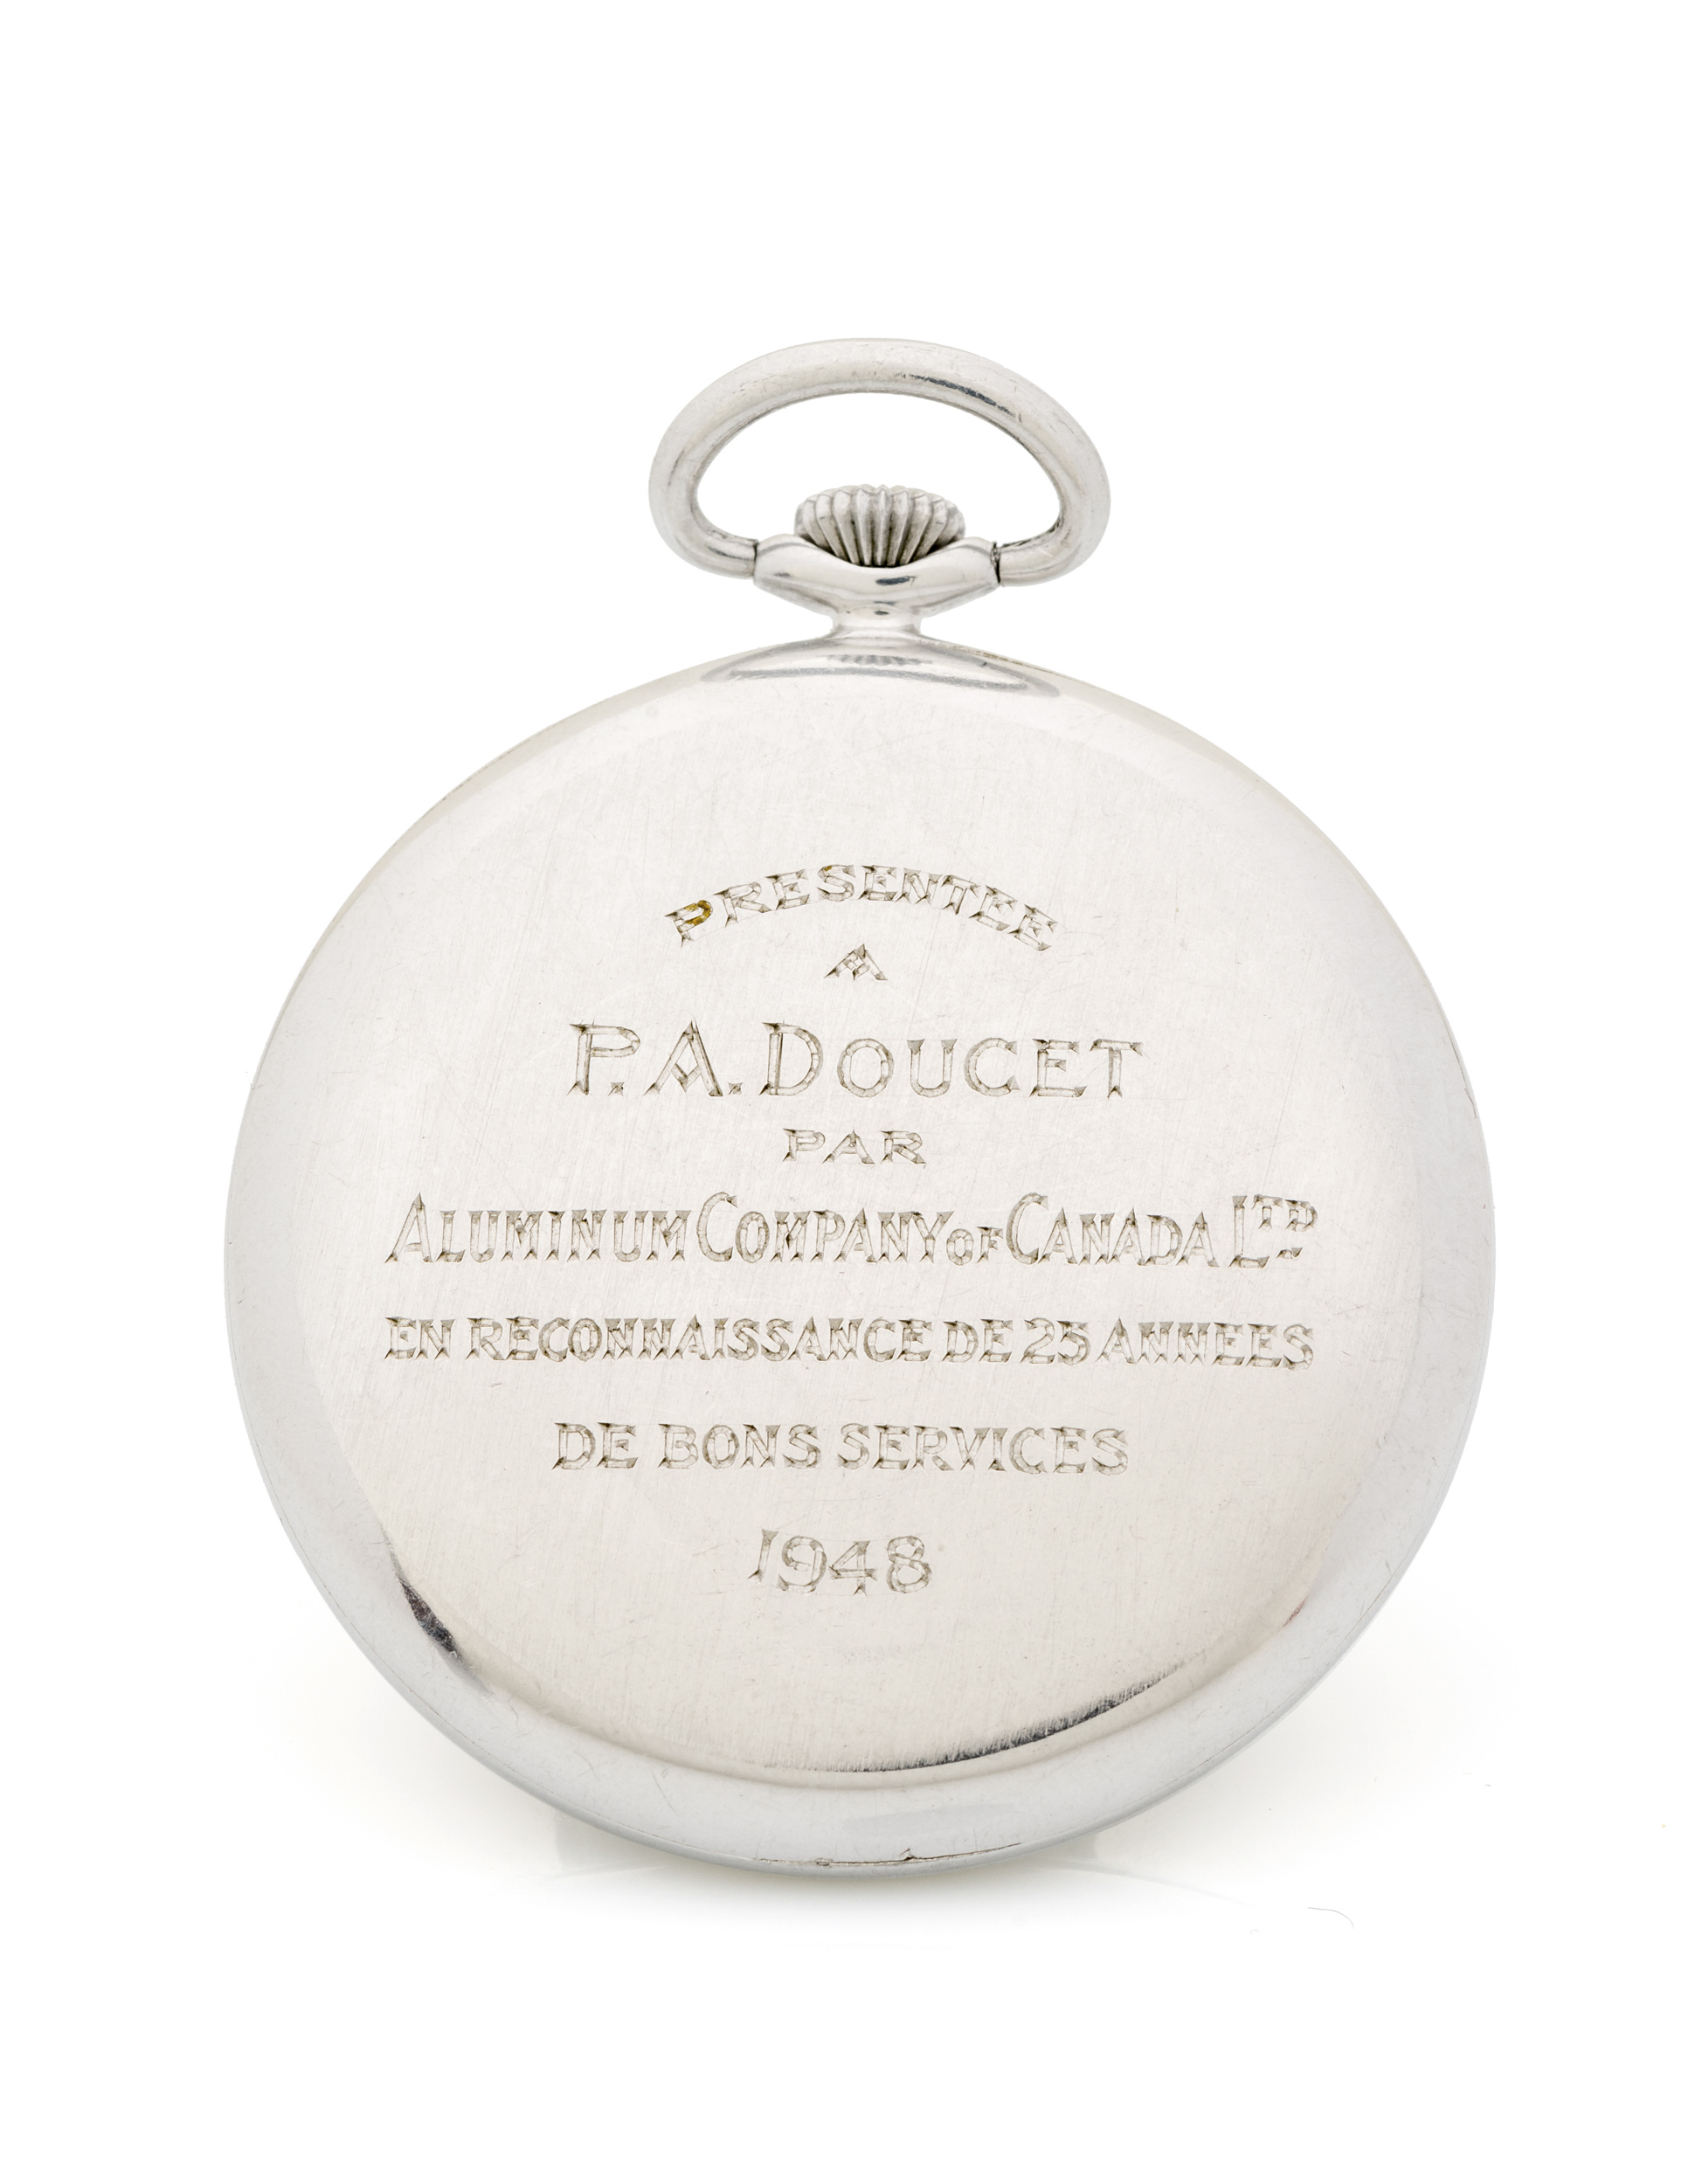 PRESENTEE
A
P.A. DOUCET
PAR
ALUMINUM COMPANY OF CANADA LTD
EN RECONNAISSANCE DE 25 ANNEES
DE BONS SERVICES
1948